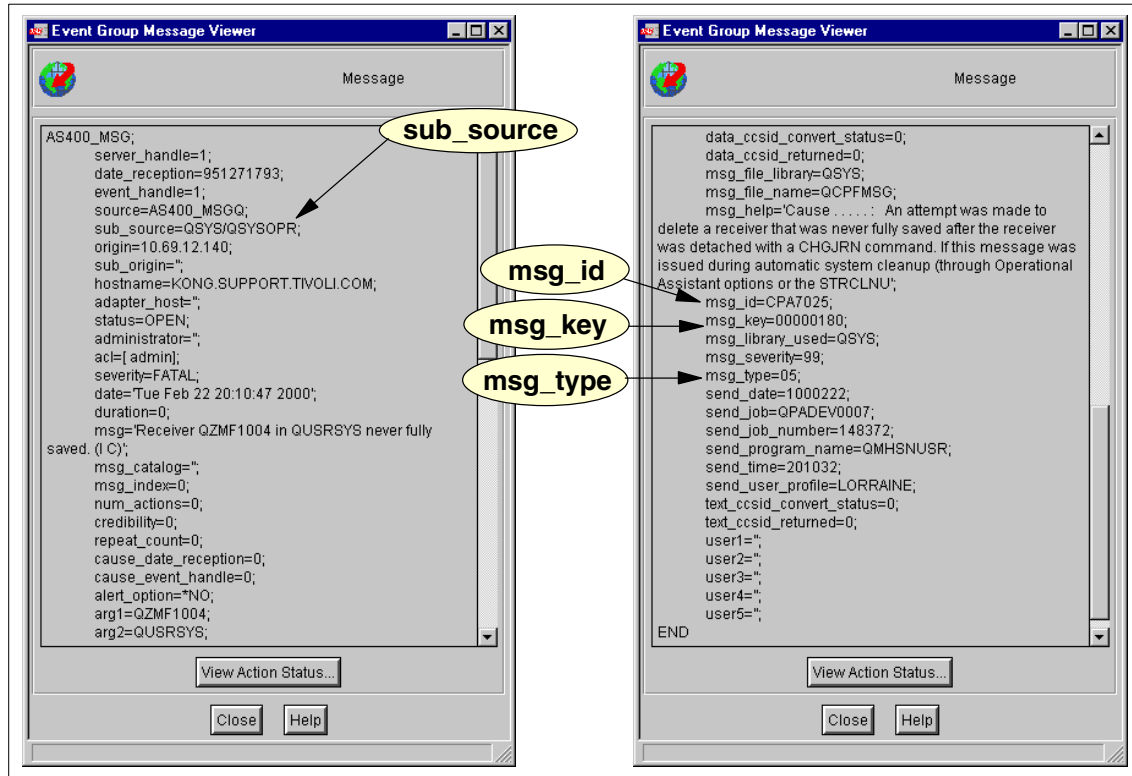 Event Group Message Viewer
Message
AS400_MSG;
server_handle=1;
date_reception=951271793;
event_handle=1;
source=AS400_MSGQ;
sub_source=QSYS/QSYSOPR;
origin=10.69.12.140;
sub_origin='';
hostname=KONG.SUPPORT.TIVOLI.COM;
adapter_host='';
status=OPEN;
administrator='';
acl=[ admin];
severity=FATAL;
date='Tue Feb 22 20:10:47 2000';
duration=0;
msg='Receiver QZMF1004 in QUSRSYS never fully
saved. (I C)';
msg_catalog='';
msg_index=0;
num_actions=0;
credibility=0;
repeat_count=0;
cause_date_reception=0;
cause_event_handle=0;
alert_option=*NO;
arg1=QZMF1004;
arg2=QUSRSYS;
View Action Status...
Close Help
sub_source
msg_id
msg_key
msg_type
Event Group Message Viewer
Message
data_ccsid_convert_status=0;
data_ccsid_returned=0;
msg_file_library=QSYS;
msg_file_name=QCPFMSG;
msg_help='Cause . . . . . :   An attempt was made to
delete a receiver that was never fully saved after the receiver
was detached with a CHGJRN command. If this message was
issued during automatic system cleanup (through Operational
Assistant options or the STRCLNU';
msg_id=CPA7025;
msg_key=00000180;
msg_library_used=QSYS;
msg_severity=99;
msg_type=05;
send_date=1000222;
send_job=QPADEV0007;
send_job_number=148372;
send_program_name=QMHSNUSR;
send_time=201032;
send_user_profile=LORRAINE;
text_ccsid_convert_status=0;
text_ccsid_returned=0;
user1='';
user2='';
user3='';
user4='';
user5='';
END
View Action Status...
Close Help